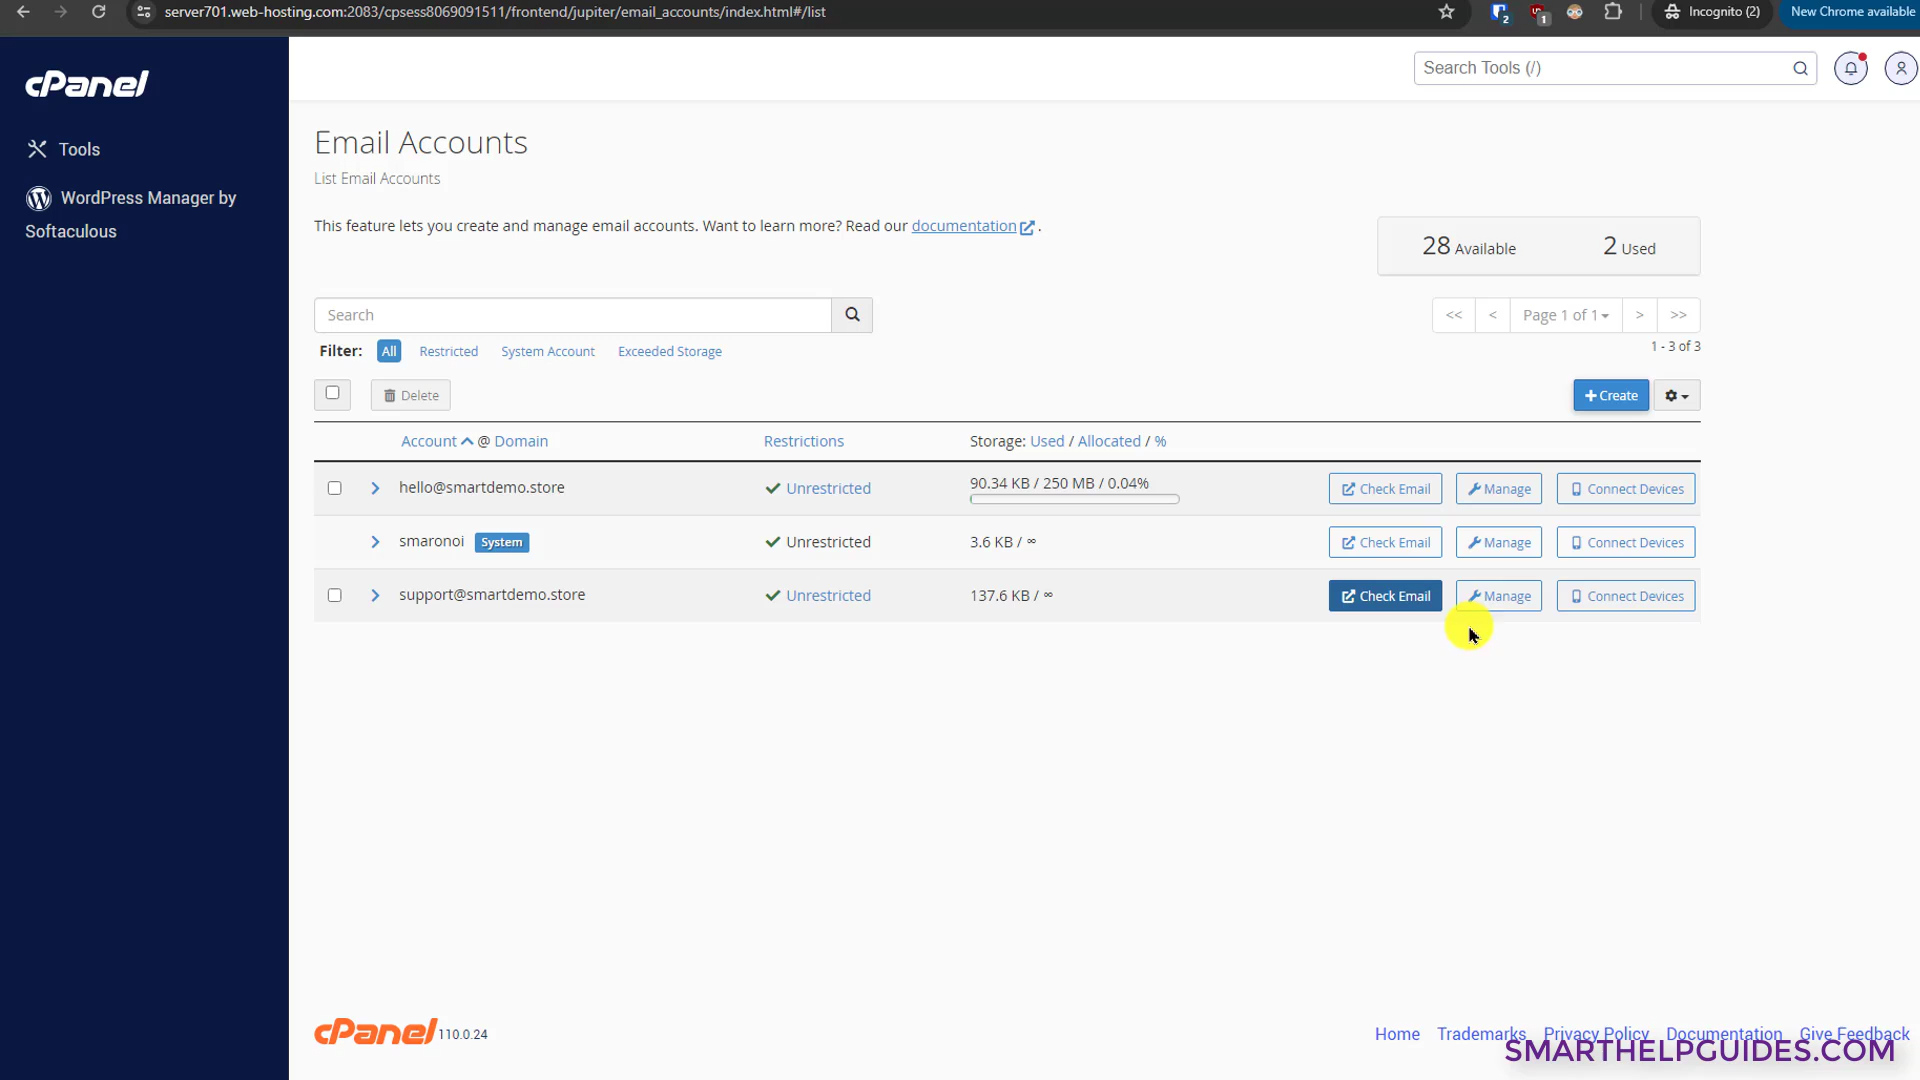 server701.web-hosting.com:2083/cpsess8069091511/frontend/jupiter/email_accounts/index.html#/list
2
1
Incognito (2)
New Chrome available
cPanel
Search Tools (/)
Tools
WordPress Manager by
Softaculous
Email Accounts
List Email Accounts
This feature lets you create and manage email accounts. Want to learn more? Read our documentation .
28 Available 2 Used
Search
<< < Page 1 of 1 > >>
Filter: All Restricted System Account Exceeded Storage
1 - 3 of 3
Delete
Create
Account @ Domain Restrictions Storage: Used / Allocated / %
hello@smartdemo.store Unrestricted 90.34 KB / 250 MB / 0.04% Check Email Manage Connect Devices
smaronoi System Unrestricted 3.6 KB / ∞ Check Email Manage Connect Devices
support@smartdemo.store Unrestricted 137.6 KB / ∞ Check Email Manage Connect Devices
cPanel 110.0.24
Home Trademarks Privacy Policy Documentation Give Feedback
SMARTHELPGUIDES.COM